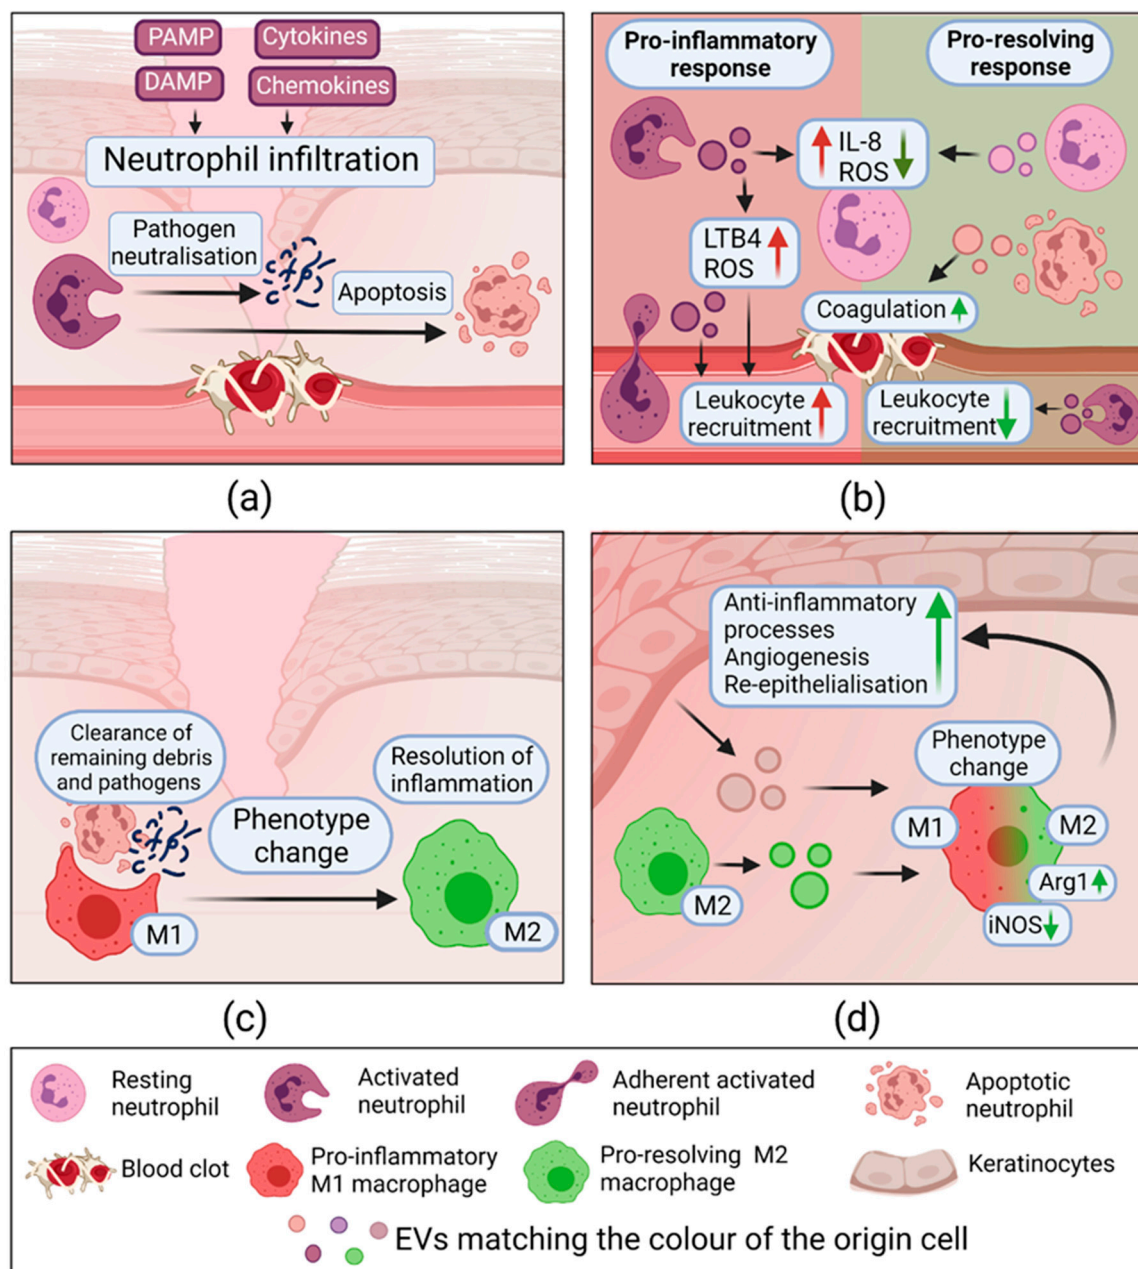 PAMP
Cytokines
DAMP
Chemokines
Neutrophil infiltration
Pathogen
neutralisation
Apoptosis
(a)
Pro-inflammatory
response
Pro-resolving
response
IL-8
ROS
LTB4
ROS
Coagulation
Leukocyte
recruitment
Leukocyte
recruitment
(b)
Clearance of
remaining debris
and pathogens
Resolution of
inflammation
Phenotype
change
M1
M2
(c)
Anti-inflammatory
processes
Angiogenesis
Re-epithelialisation
Phenotype
change
M1
M2
Arg1
iNOS
M2
(d)
Resting
neutrophil
Activated
neutrophil
Adherent activated
neutrophil
Apoptotic
neutrophil
Blood clot
Pro-inflammatory
M1 macrophage
Pro-resolving M2
macrophage
Keratinocytes
EVs matching the colour of the origin cell